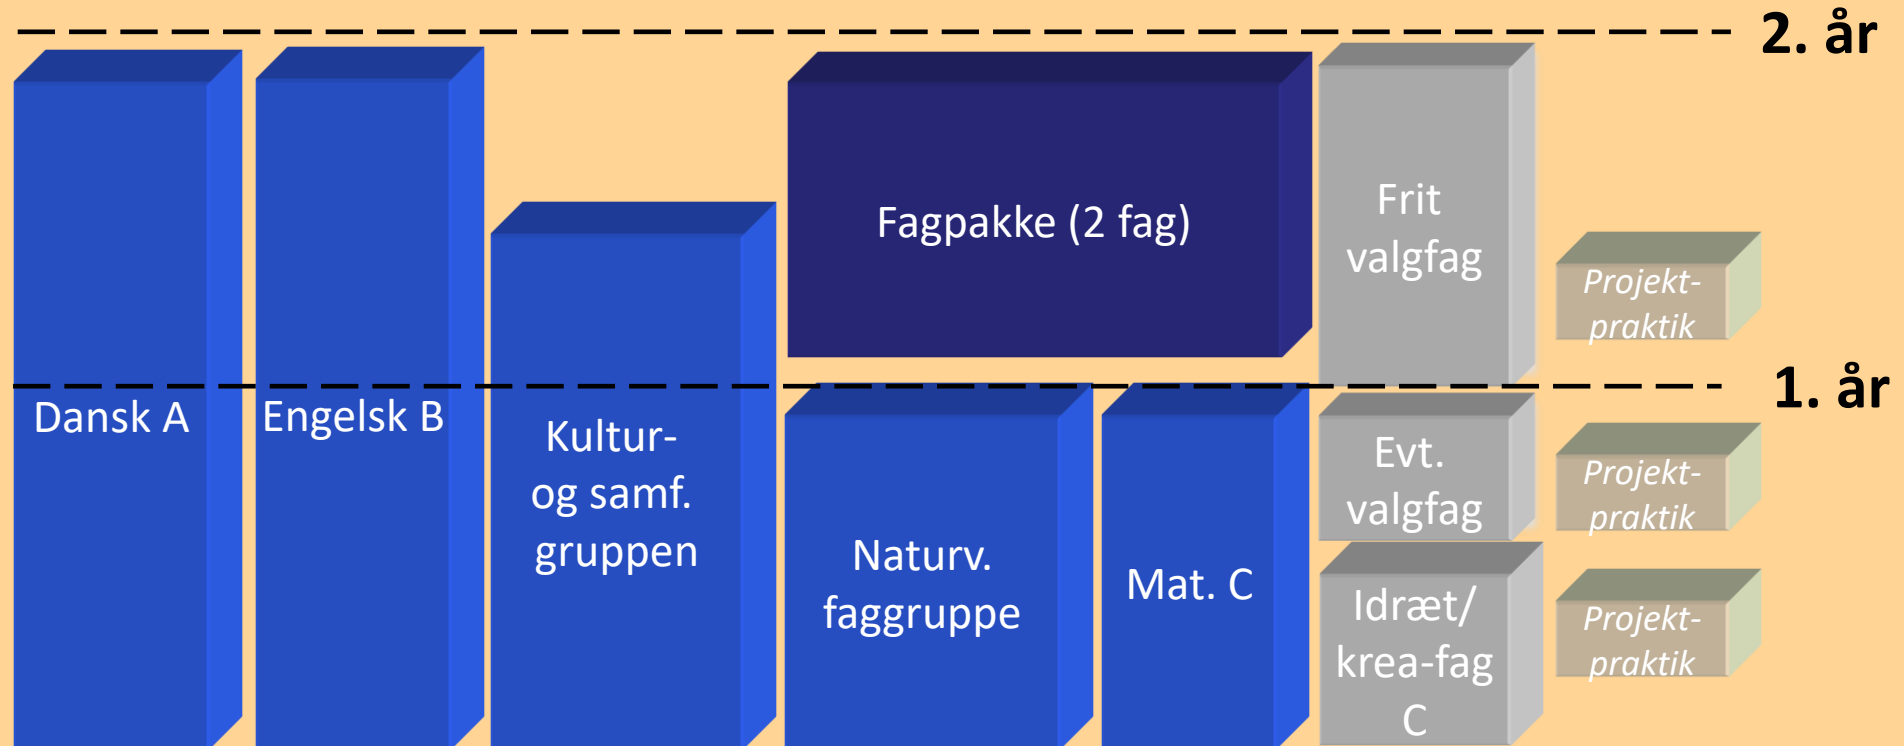 2. år
Dansk A
Engelsk B
Kultur-
og samf.
gruppen
Fagpakke (2 fag)
Frit
valgfag
Projekt-
praktik
1. år
Naturv.
faggruppe
Mat. C
Evt.
valgfag
Projekt-
praktik
Idræt/
krea-fag
C
Projekt-
praktik